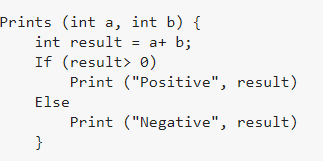 Prints (int a, int b) {
    int result = a+ b;
    If (result> 0)
        Print ("Positive", result)
    Else
        Print ("Negative", result)
    }